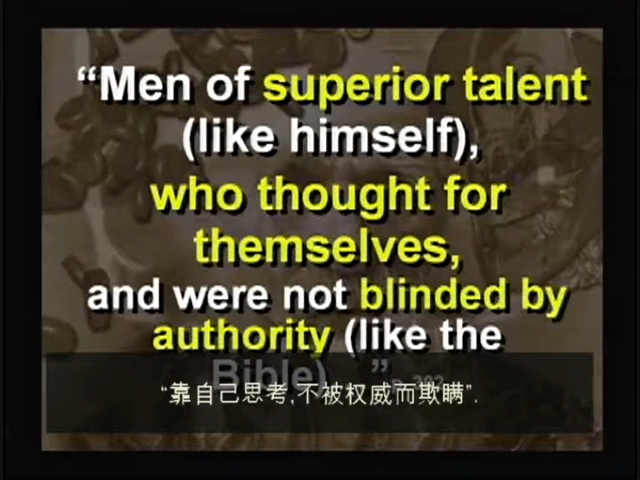 “Men of superior talent
(like himself),
who thought for
themselves,
and were not blinded by
authority (like the
Bible) ”
“靠自己思考,不被权威而欺瞒”.